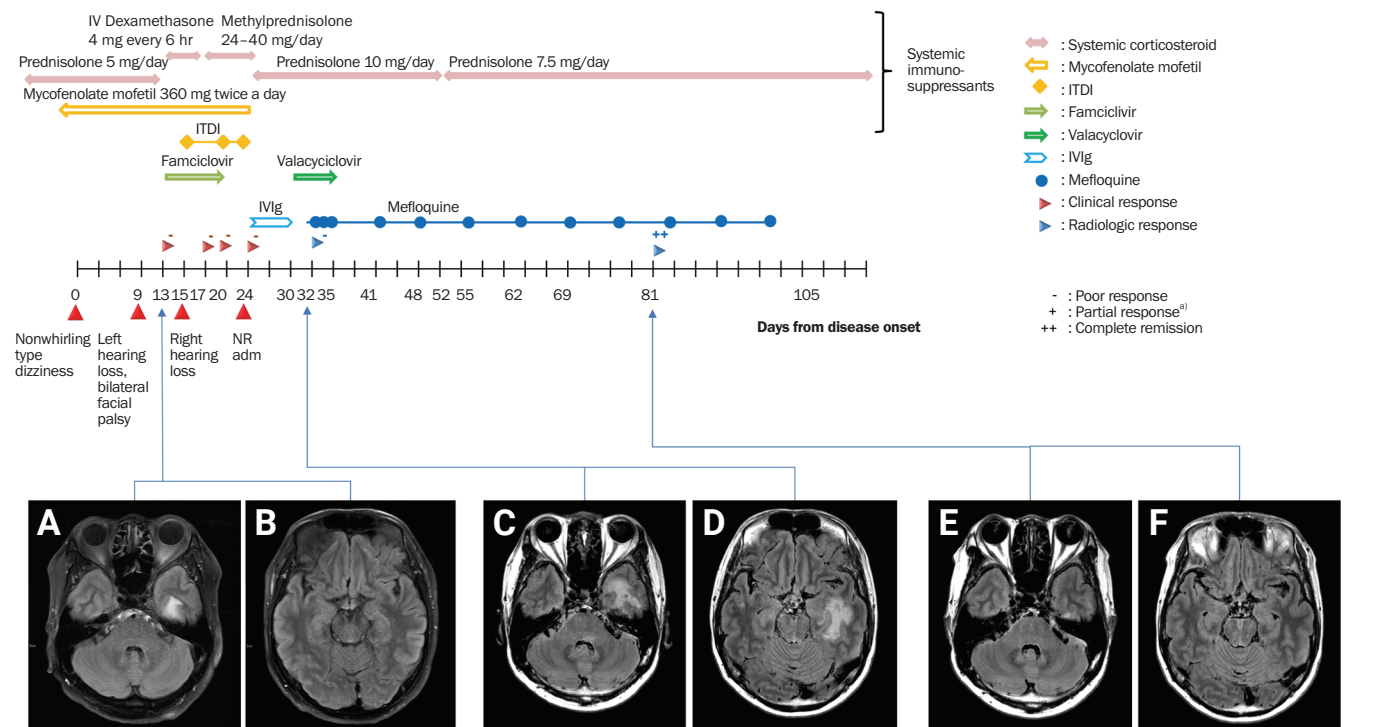 IV Dexamethasone
4 mg every 6 hr
Methylprednisolone
24–40 mg/day
Prednisolone 5 mg/day
Prednisolone 10 mg/day
Prednisolone 7.5 mg/day
Mycofenolate mofetil 360 mg twice a day
ITDI
Famciclovir
Valacyciclovir
IVIg
Mefloquine
Systemic
immuno-
suppressants
: Systemic corticosteroid
: Mycofenolate mofetil
: ITDI
: Famciclivir
: Valacyclovir
: IVIg
: Mefloquine
: Clinical response
: Radiologic response
- - - - - ++
0 9 13 15 17 20 24 30 32 35 41 48 52 55 62 69 81 105
Days from disease onset
- : Poor response
+ : Partial responsea)
++ : Complete remission
Nonwhirling
type
dizziness
Left
hearing
loss,
bilateral
facial
palsy
Right
hearing
loss
NR
adm
A
B
C
D
E
F